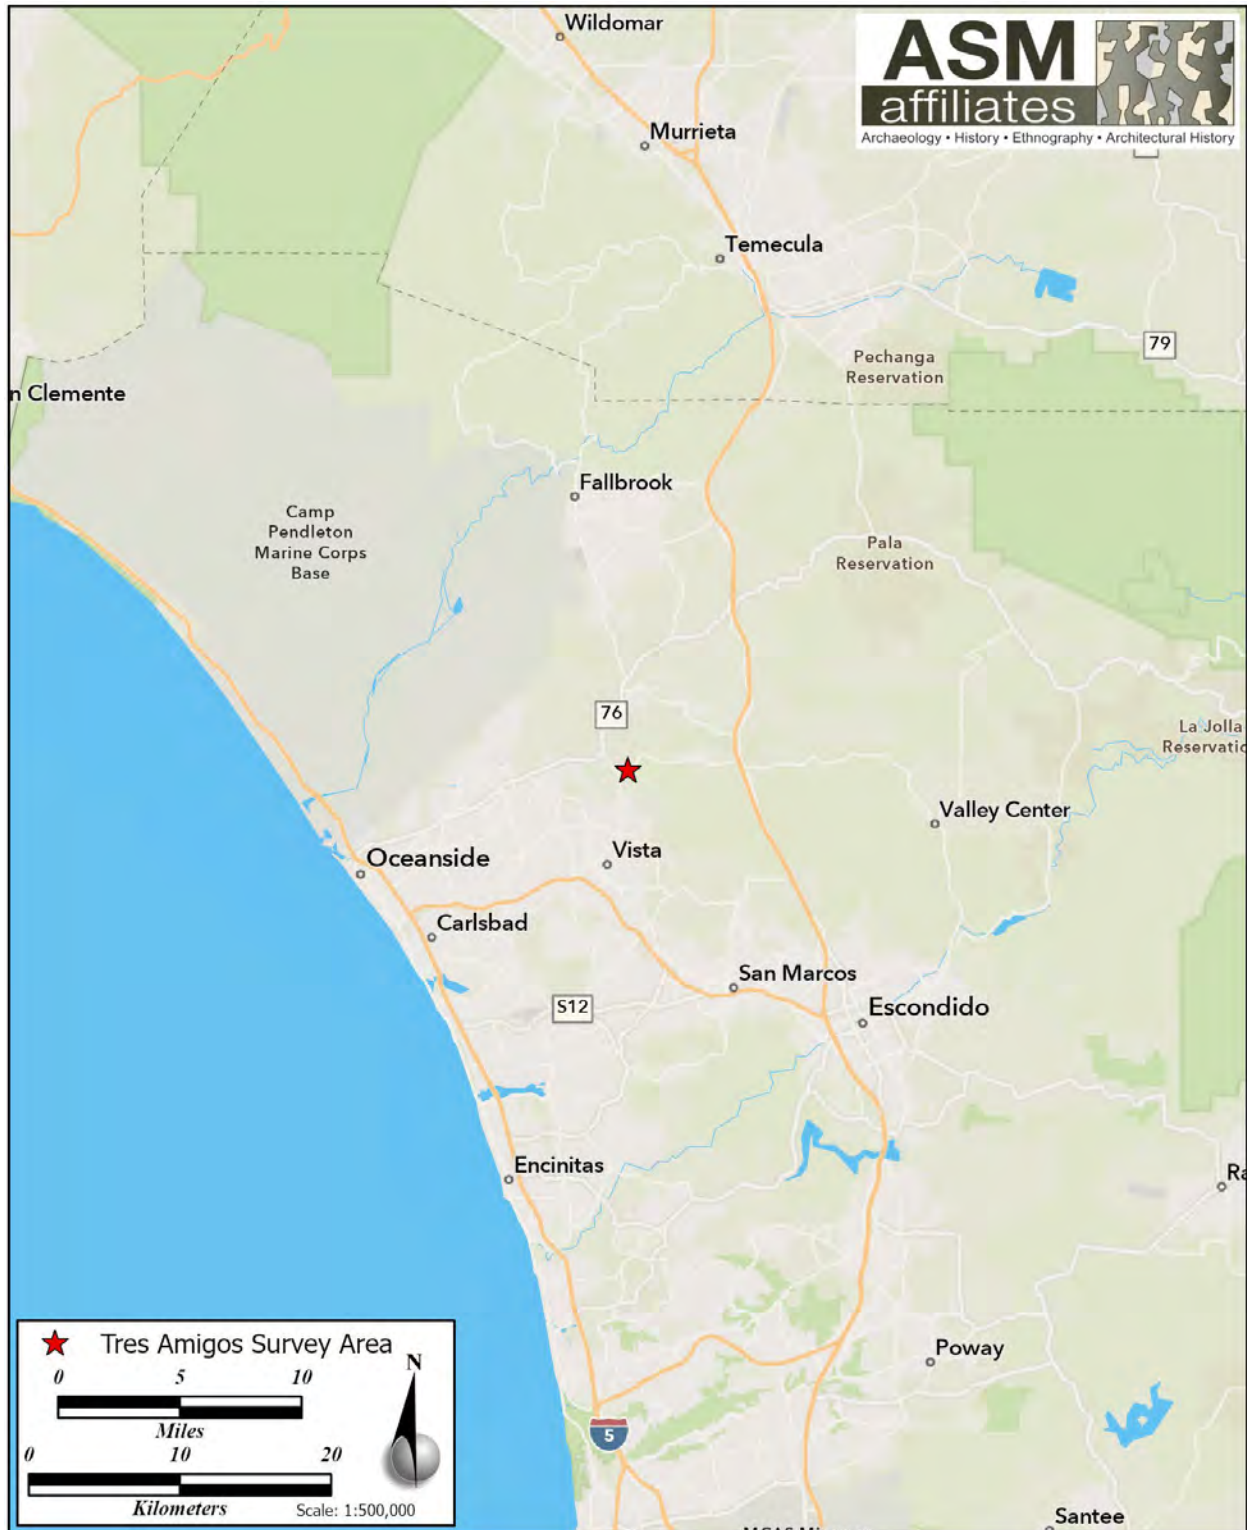 Wildomar
ASM
affiliates
Archaeology • History • Ethnography • Architectural History
Murrieta
Temecula
79
Pechanga
Reservation
n Clemente
Fallbrook
Camp
Pendleton
Marine Corps
Base
Pala
Reservation
76
La Jolla
Reservatio
Valley Center
Vista
Oceanside
Carlsbad
San Marcos
S12
Escondido
Encinitas
Ra
Poway
5
Santee
Tres Amigos Survey Area
N
0 5 10
Miles
0 10 20
Kilometers
Scale: 1:500,000